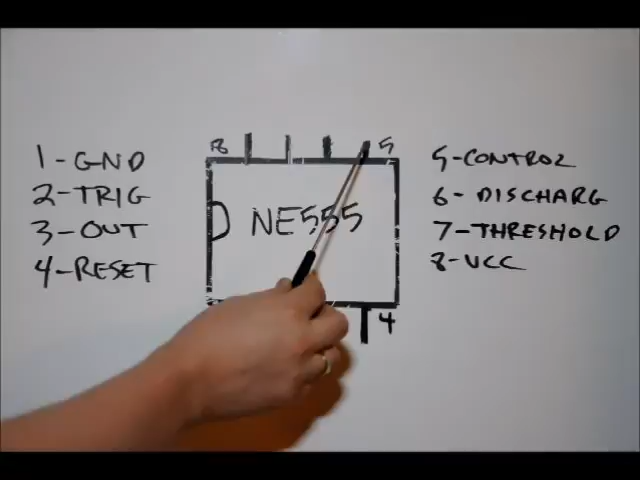 8 5
1-GND
2-TRIG
3-OUT
4-RESET
NE555
4
5-CONTROL
6-DISCHARG
7-THRESHOLD
8-VCC